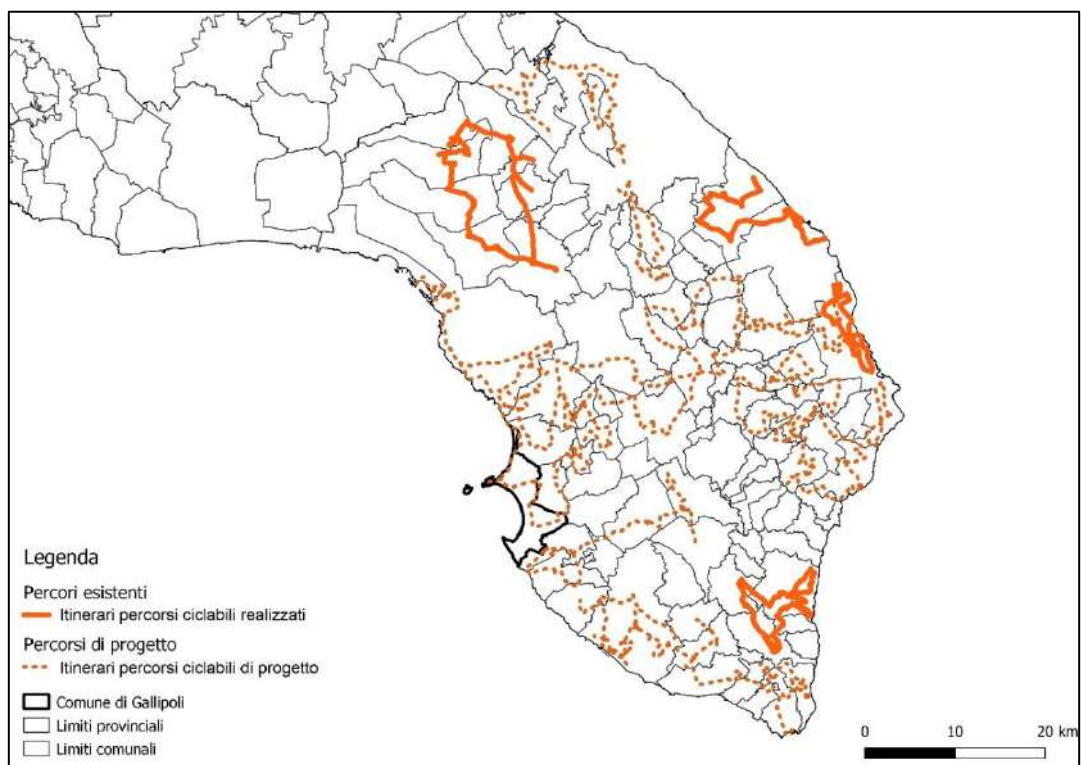 Legenda
Percori esistenti
Itinerari percorsi ciclabili realizzati
Percorsi di progetto
Itinerari percorsi ciclabili di progetto
Comune di Gallipoli
Limiti provinciali
Limiti comunali
0 10 20 km